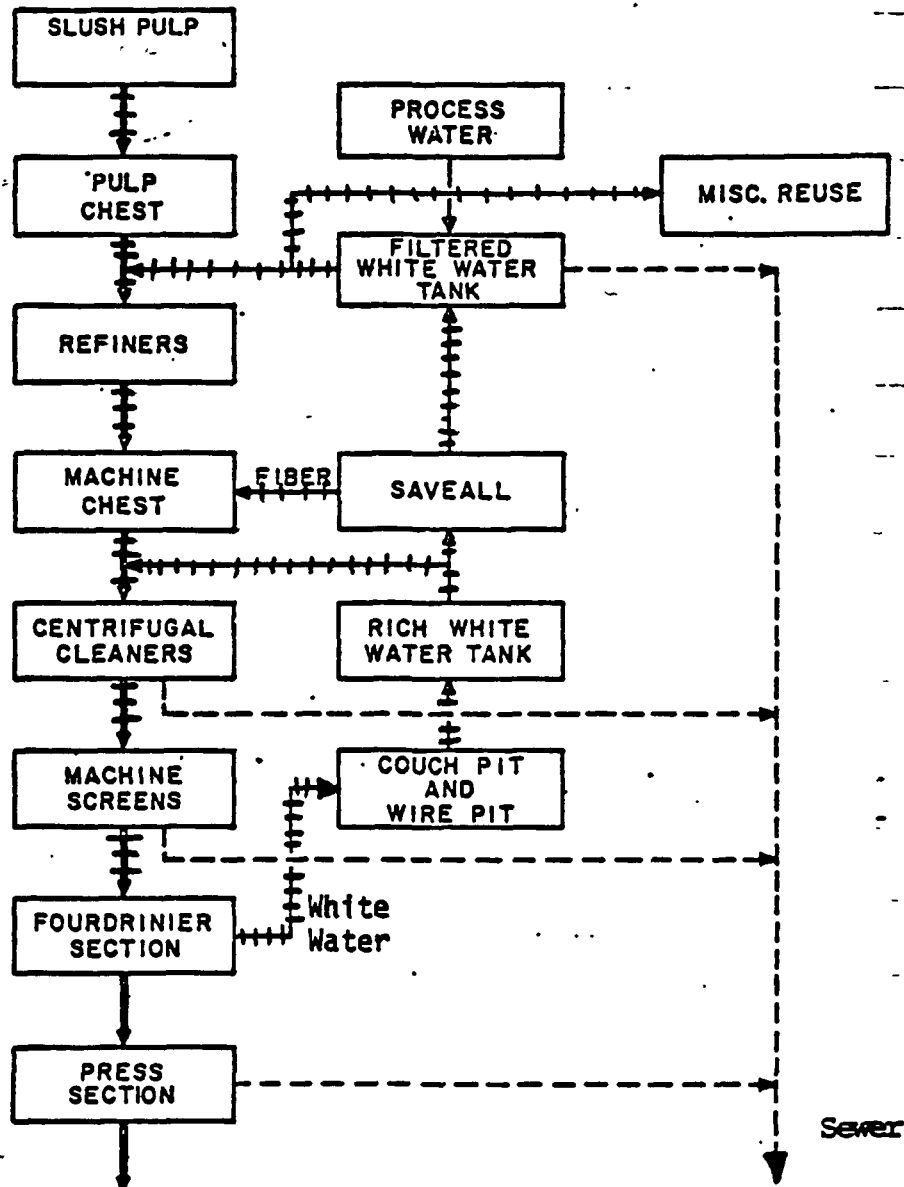 SLUSH PULP
PROCESS
WATER
PULP
CHEST
MISC. REUSE
FILTERED
WHITE WATER
TANK
REFINERS
MACHINE
CHEST
FIBER
SAVEALL
CENTRIFUGAL
CLEANERS
RICH WHITE
WATER TANK
MACHINE
SCREENS
COUCH PIT
AND
WIRE PIT
FOURDRINIER
SECTION
White
Water
PRESS
SECTION
Sewer